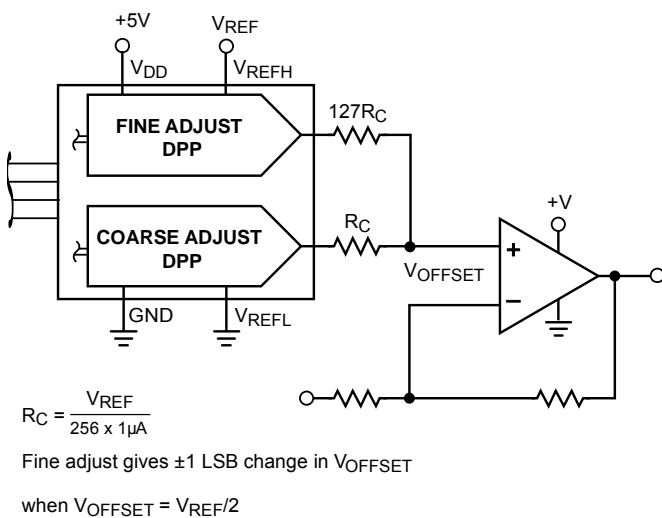 +5V
VREF
VDD
VREFH
FINE ADJUST
DPP
127RC
COARSE ADJUST
DPP
RC
+V
+
VOFFSET
–
GND
VREFL
RC = VREF / 256 x 1µA
Fine adjust gives ±1 LSB change in VOFFSET
when VOFFSET = VREF/2